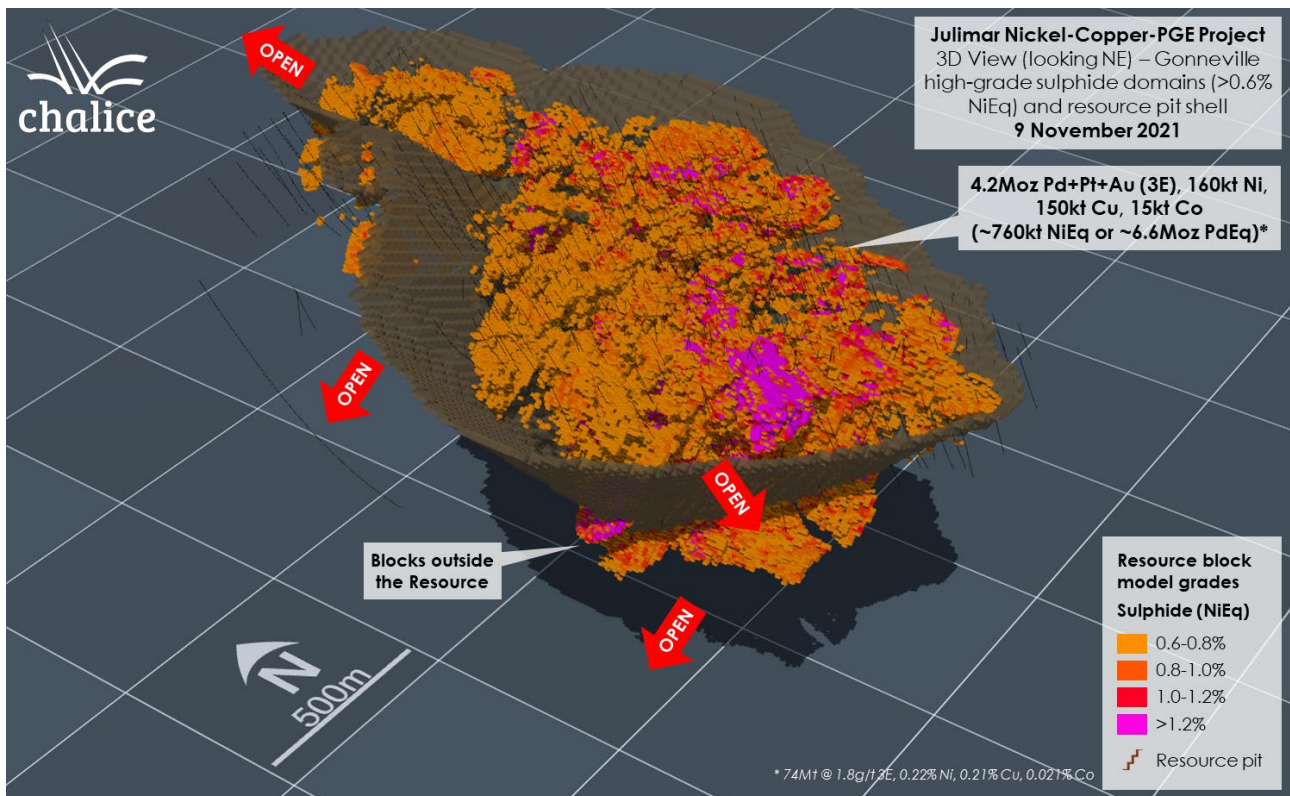 chalice
Julimar Nickel-Copper-PGE Project
3D View (looking NE) – Gonneville
high-grade sulphide domains (>0.6%
NiEq) and resource pit shell
9 November 2021
4.2Moz Pd+Pt+Au (3E), 160kt Ni,
150kt Cu, 15kt Co
(~760kt NiEq or ~6.6Moz PdEq)*
OPEN
OPEN
OPEN
OPEN
Blocks outside
the Resource
N
500m
Resource block
model grades
Sulphide (NiEq)
0.6-0.8%
0.8-1.0%
1.0-1.2%
>1.2%
Resource pit
* 74Mt @ 1.8g/t 3E, 0.22% Ni, 0.21% Cu, 0.021% Co